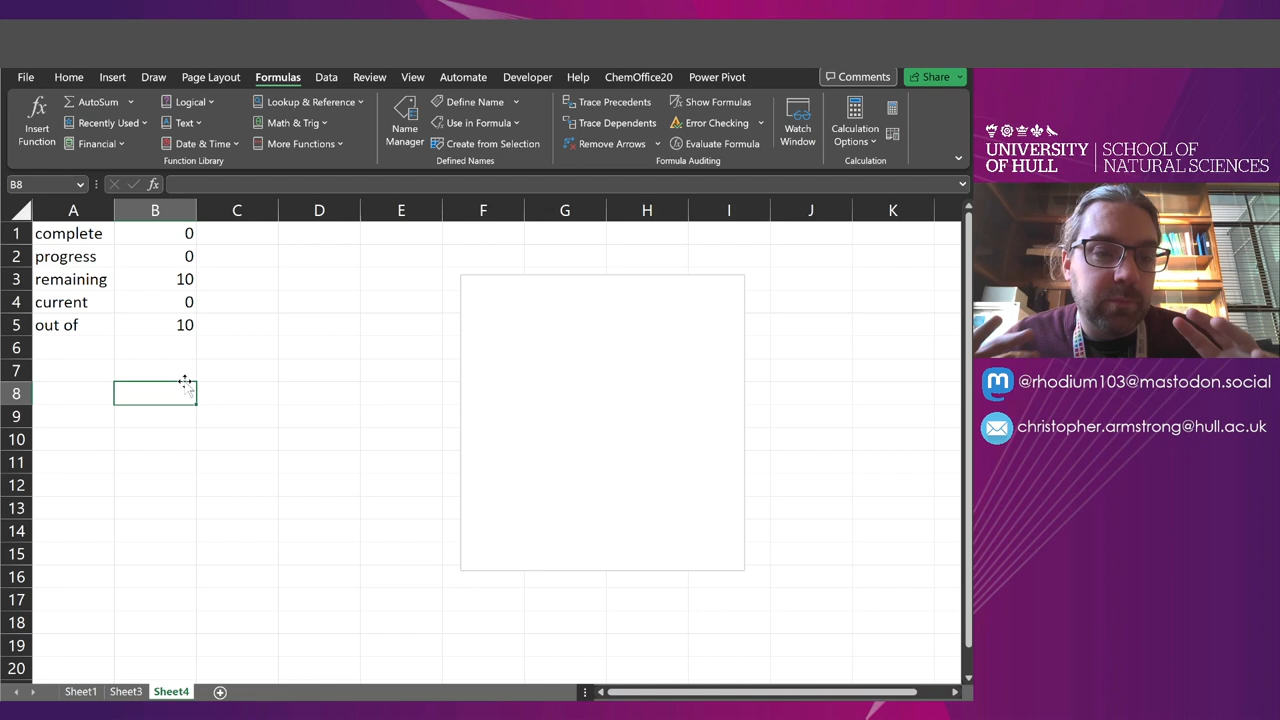 File Home Insert Draw Page Layout Formulas Data Review View Automate Developer Help ChemOffice20 Power Pivot Comments Share
fx Insert Function
AutoSum
Recently Used
Financial
Logical
Text
Date & Time
Lookup & Reference
Math & Trig
More Functions
Function Library
Name Manager
Define Name
Use in Formula
Create from Selection
Defined Names
Trace Precedents
Trace Dependents
Remove Arrows
Show Formulas
Error Checking
Evaluate Formula
Formula Auditing
Watch Window
Calculation Options
Calculation
B8 fx
A B C D E F G H I J K
1 complete 0
2 progress 0
3 remaining 10
4 current 0
5 out of 10
6
7
8
9
10
11
12
13
14
15
16
17
18
19
20
Sheet1 Sheet3 Sheet4
UNIVERSITY OF HULL
SCHOOL OF NATURAL SCIENCES
@rhodium103@mastodon.social
christopher.armstrong@hull.ac.uk